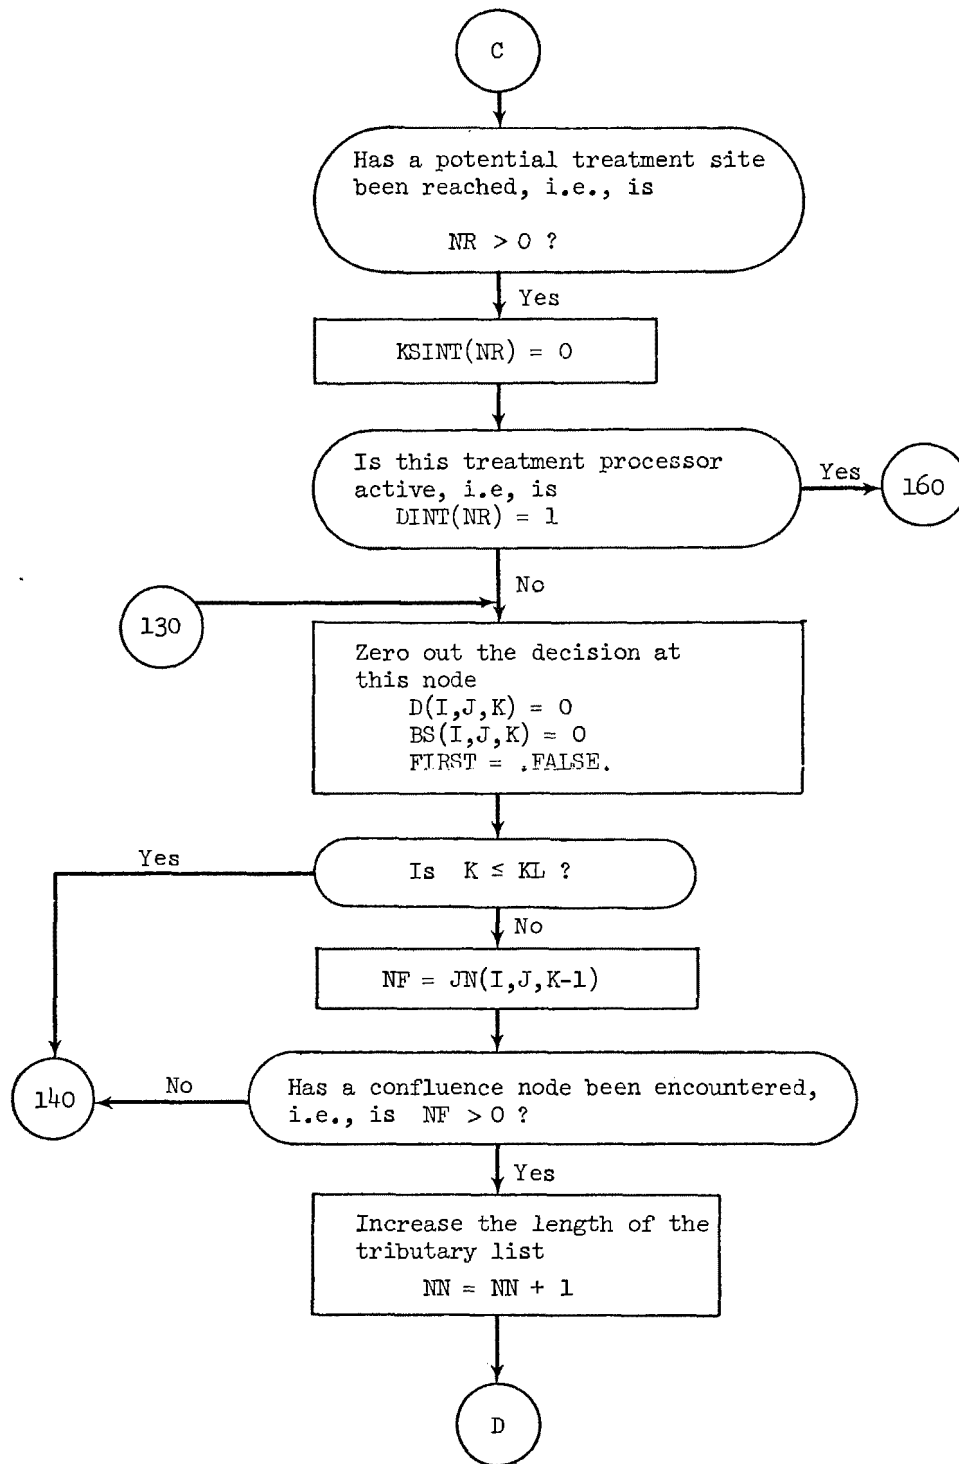 C
Has a potential treatment site
been reached, i.e., is
NR > 0 ?
Yes
KSINT(NR) = 0
Is this treatment processor
active, i.e, is
DINT(NR) = 1
Yes
160
No
130
Zero out the decision at
this node
D(I,J,K) = 0
BS(I,J,K) = 0
FIRST = .FALSE.
Yes
Is K ≤ KL ?
No
NF = JN(I,J,K-1)
140
No
Has a confluence node been encountered,
i.e., is NF > 0 ?
Yes
Increase the length of the
tributary list
NN = NN + 1
D